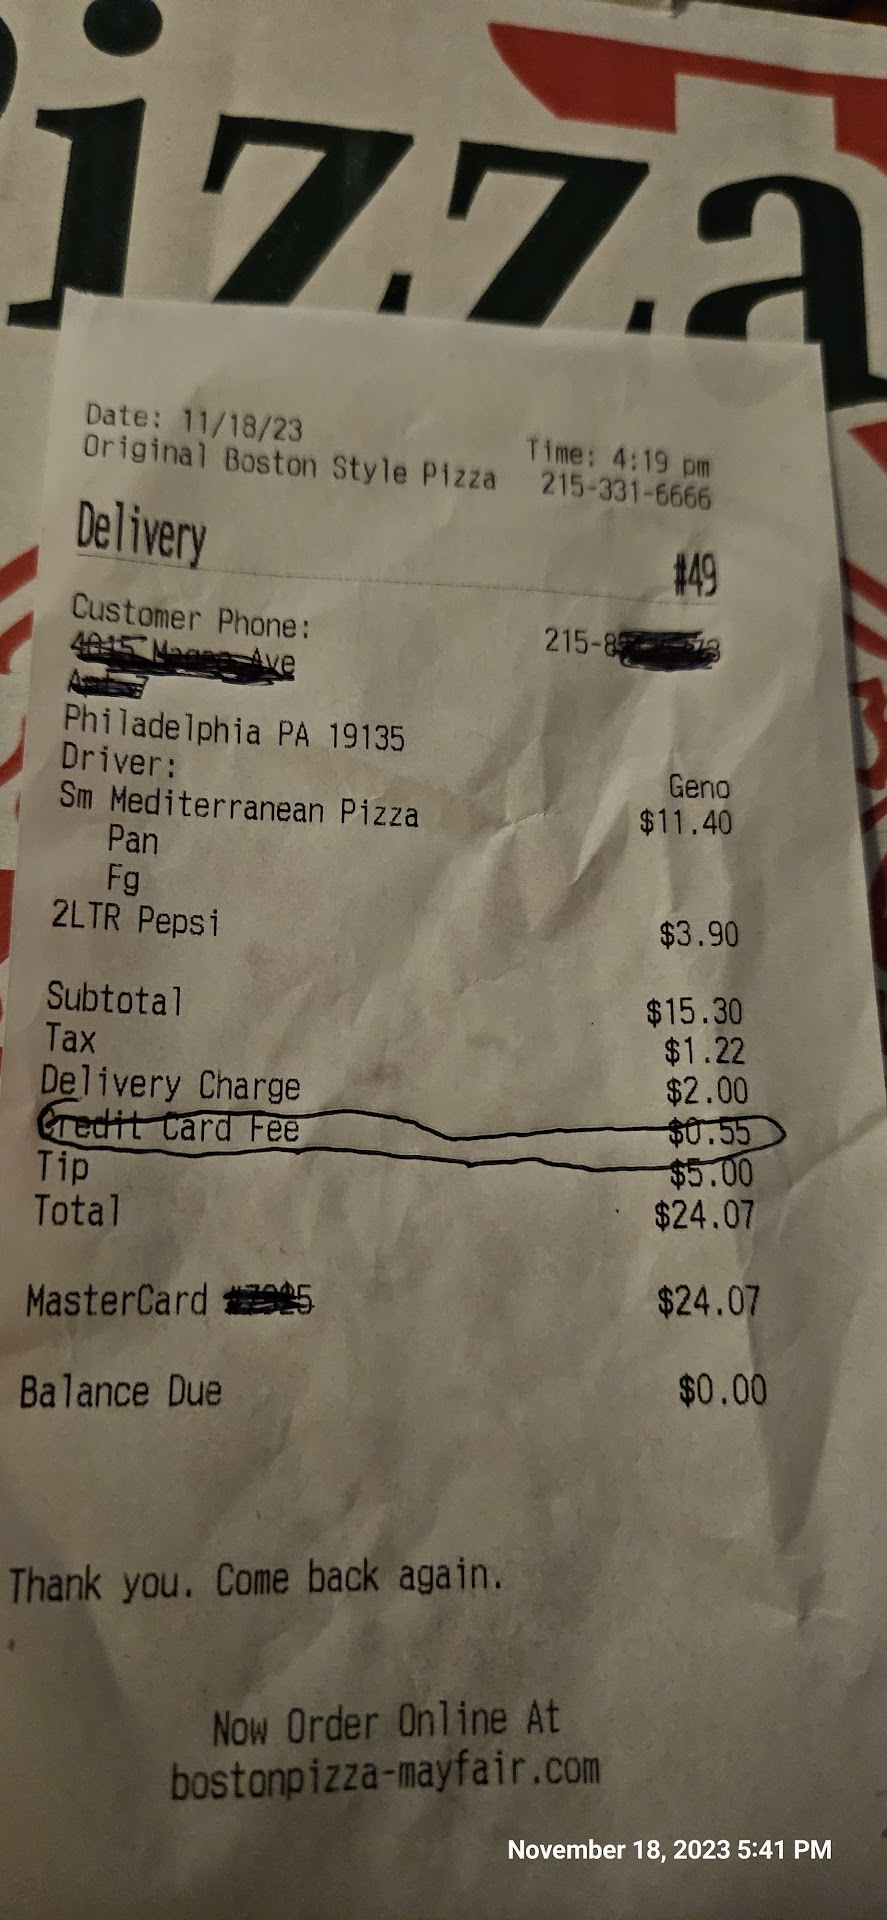 Pizza
Date: 11/18/23 Time: 4:19 pm
Original Boston Style Pizza 215-331-6666
Delivery #49
Customer Phone: 215-8
Ave
Philadelphia PA 19135
Driver: Geno
Sm Mediterranean Pizza $11.40
Pan
Fg
2LTR Pepsi $3.90
Subtotal $15.30
Tax $1.22
Delivery Charge $2.00
Credit Card Fee $0.55
Tip $5.00
Total $24.07
MasterCard $24.07
Balance Due $0.00
Thank you. Come back again.
Now Order Online At
bostonpizza-mayfair.com
November 18, 2023 5:41 PM